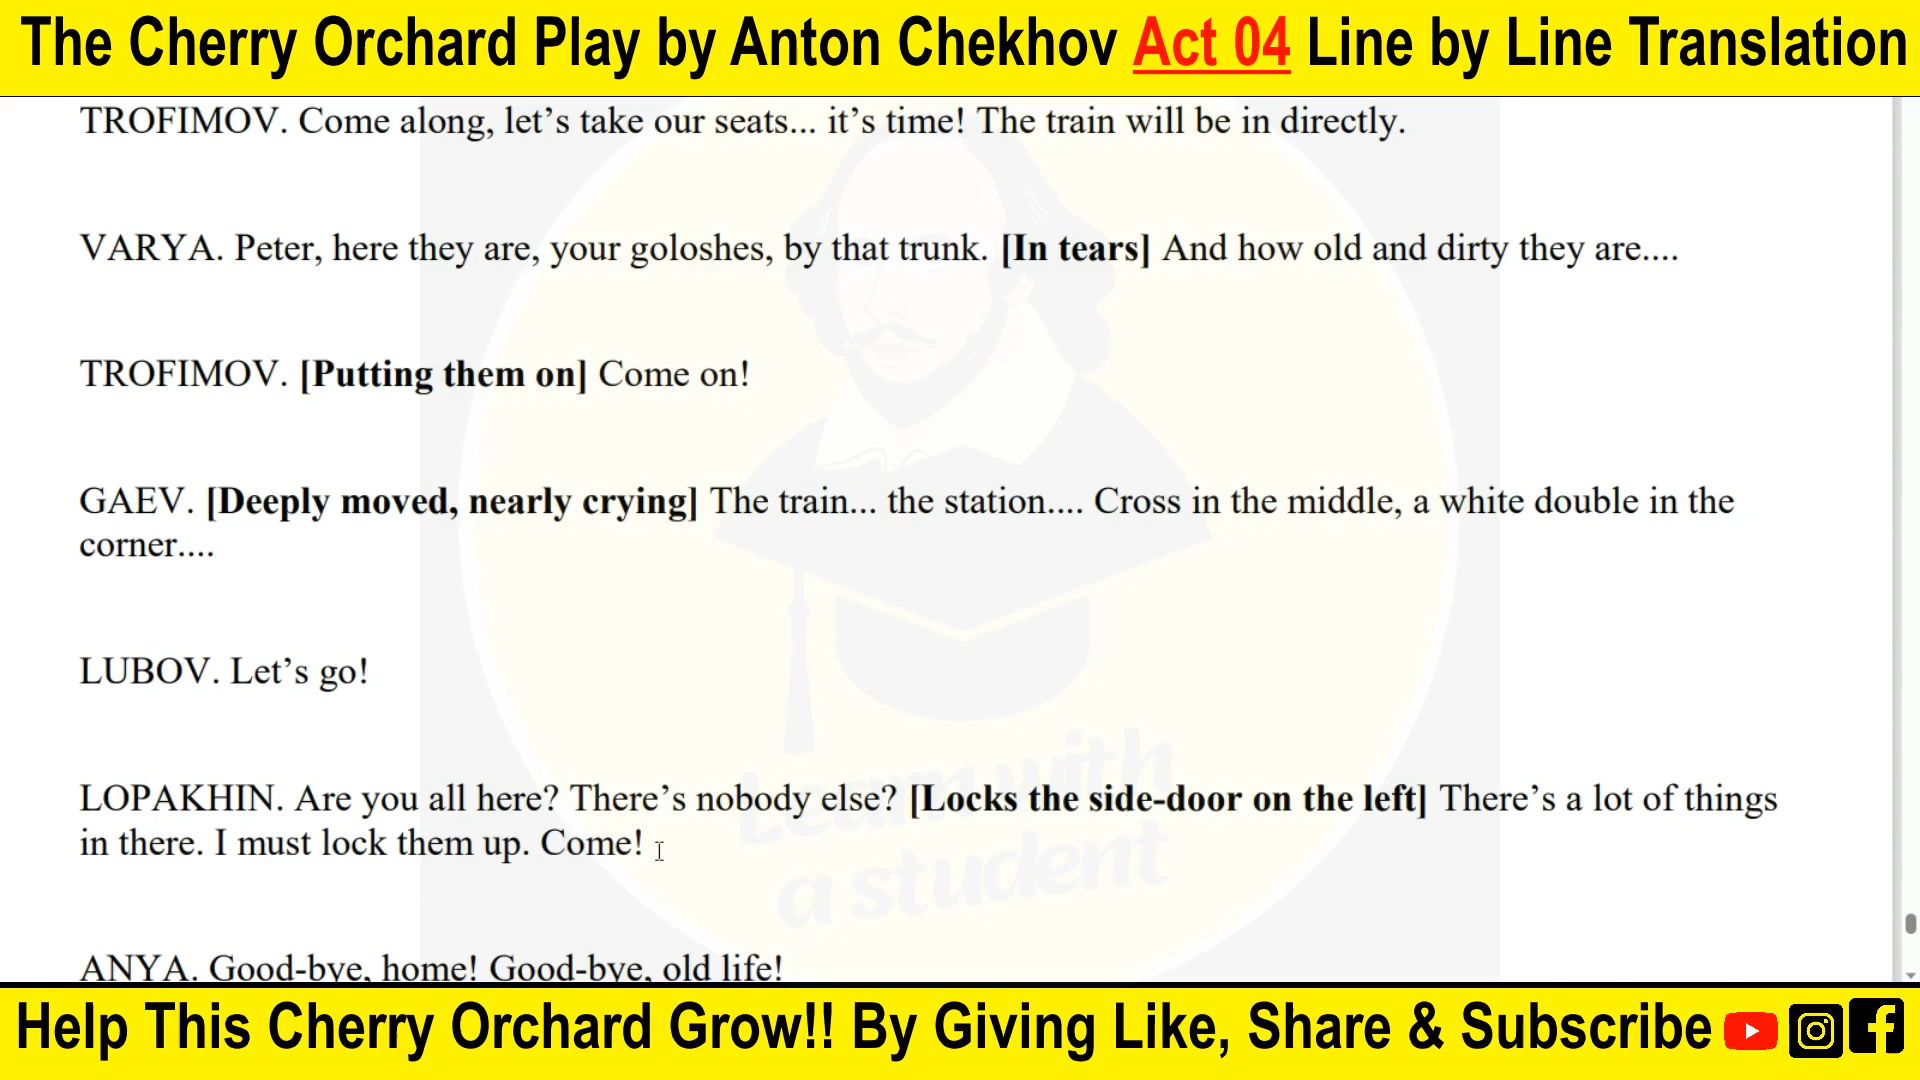 The Cherry Orchard Play by Anton Chekhov Act 04 Line by Line Translation
TROFIMOV. Come along, let’s take our seats... it’s time! The train will be in directly.
VARYA. Peter, here they are, your goloshes, by that trunk. [In tears] And how old and dirty they are....
TROFIMOV. [Putting them on] Come on!
GAEV. [Deeply moved, nearly crying] The train... the station.... Cross in the middle, a white double in the
corner....
LUBOV. Let’s go!
LOPAKHIN. Are you all here? There’s nobody else? [Locks the side-door on the left] There’s a lot of things
in there. I must lock them up. Come!
Learn with
a student
ANYA. Good-bye, home! Good-bye, old life!
Help This Cherry Orchard Grow!! By Giving Like, Share & Subscribe